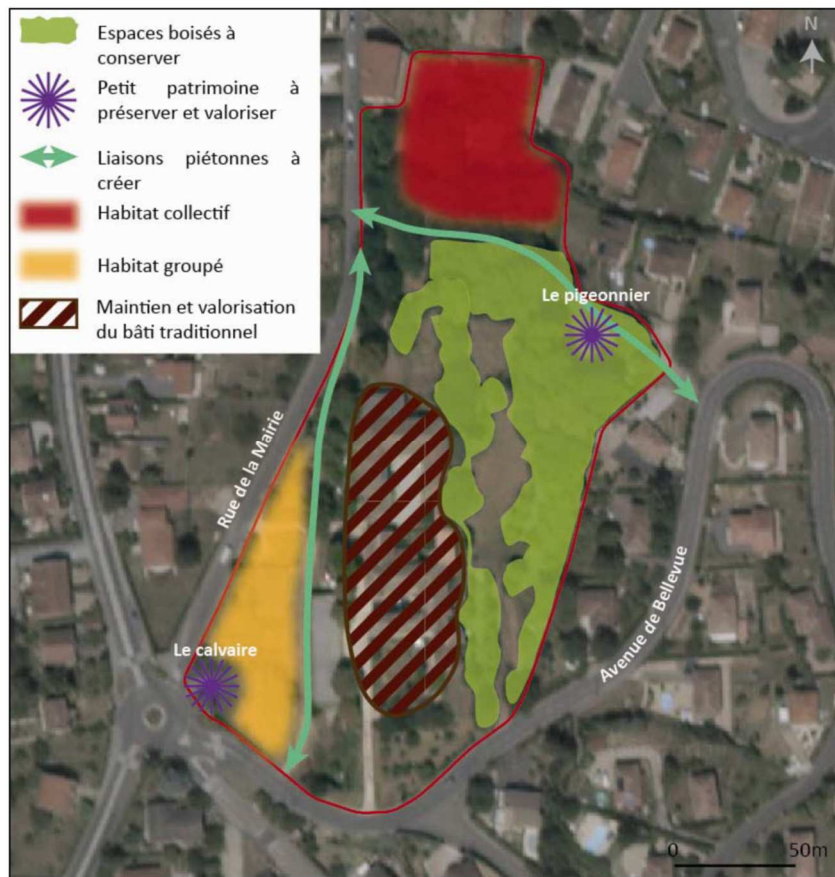 Espaces boisés à
conserver
Petit patrimoine à
préserver et valoriser
Liaisons piétonnes à
créer
Habitat collectif
Habitat groupé
Maintien et valorisation
du bâti traditionnel
N
Le pigeonnier
Rue de la Mairie
Avenue de Bellevue
Le calvaire
0 50m